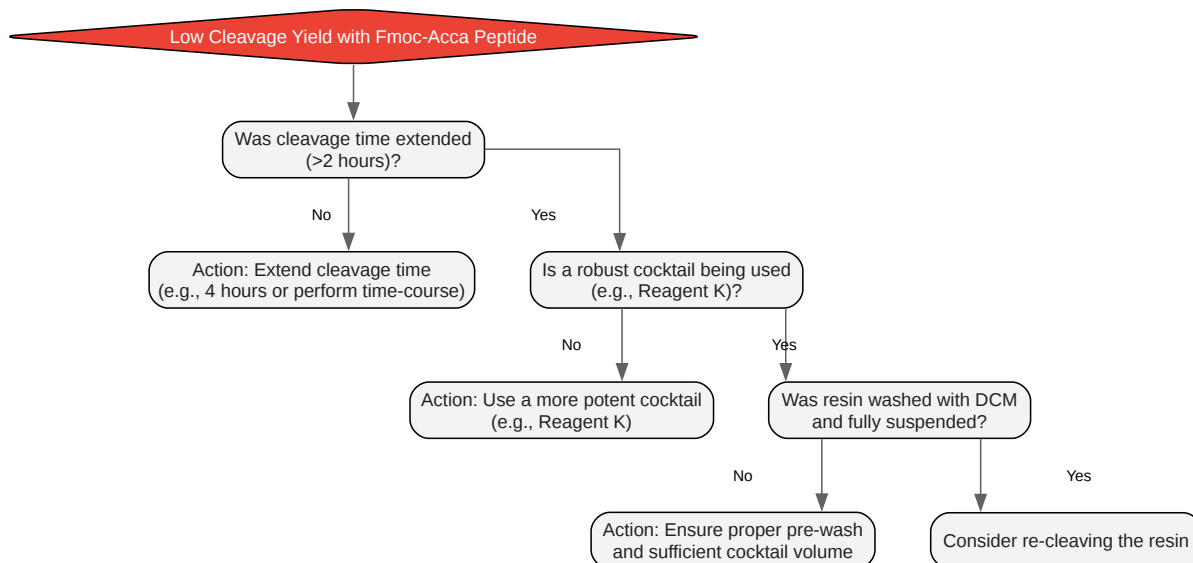 Low Cleavage Yield with Fmoc-Acca Peptide
Was cleavage time extended
(>2 hours)?
No
Yes
Action: Extend cleavage time
(e.g., 4 hours or perform time-course)
Is a robust cocktail being used
(e.g., Reagent K)?
No
Yes
Action: Use a more potent cocktail
(e.g., Reagent K)
Was resin washed with DCM
and fully suspended?
No
Yes
Action: Ensure proper pre-wash
and sufficient cocktail volume
Consider re-cleaving the resin